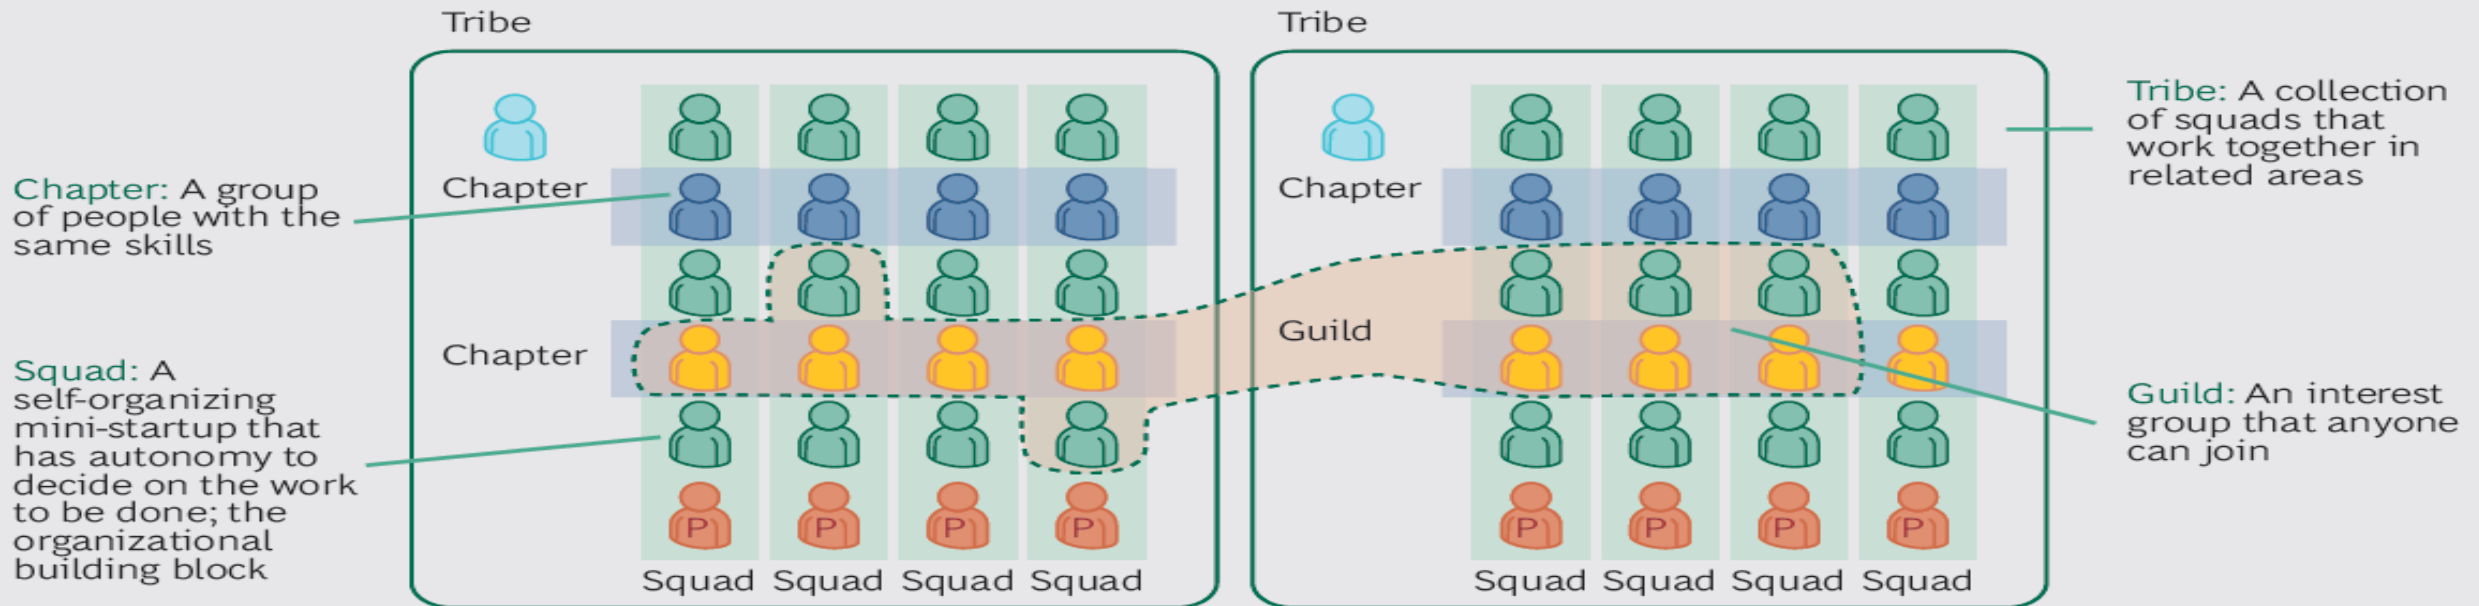 Tribe
Tribe
Chapter: A group
of people with the
same skills
Squad: A
self-organizing
mini-startup that
has autonomy to
decide on the work
to be done; the
organizational
building block
Chapter
Chapter
P P P P
Squad Squad Squad Squad
Chapter
Guild
P P P P
Squad Squad Squad Squad
Tribe: A collection
of squads that
work together in
related areas
Guild: An interest
group that anyone
can join